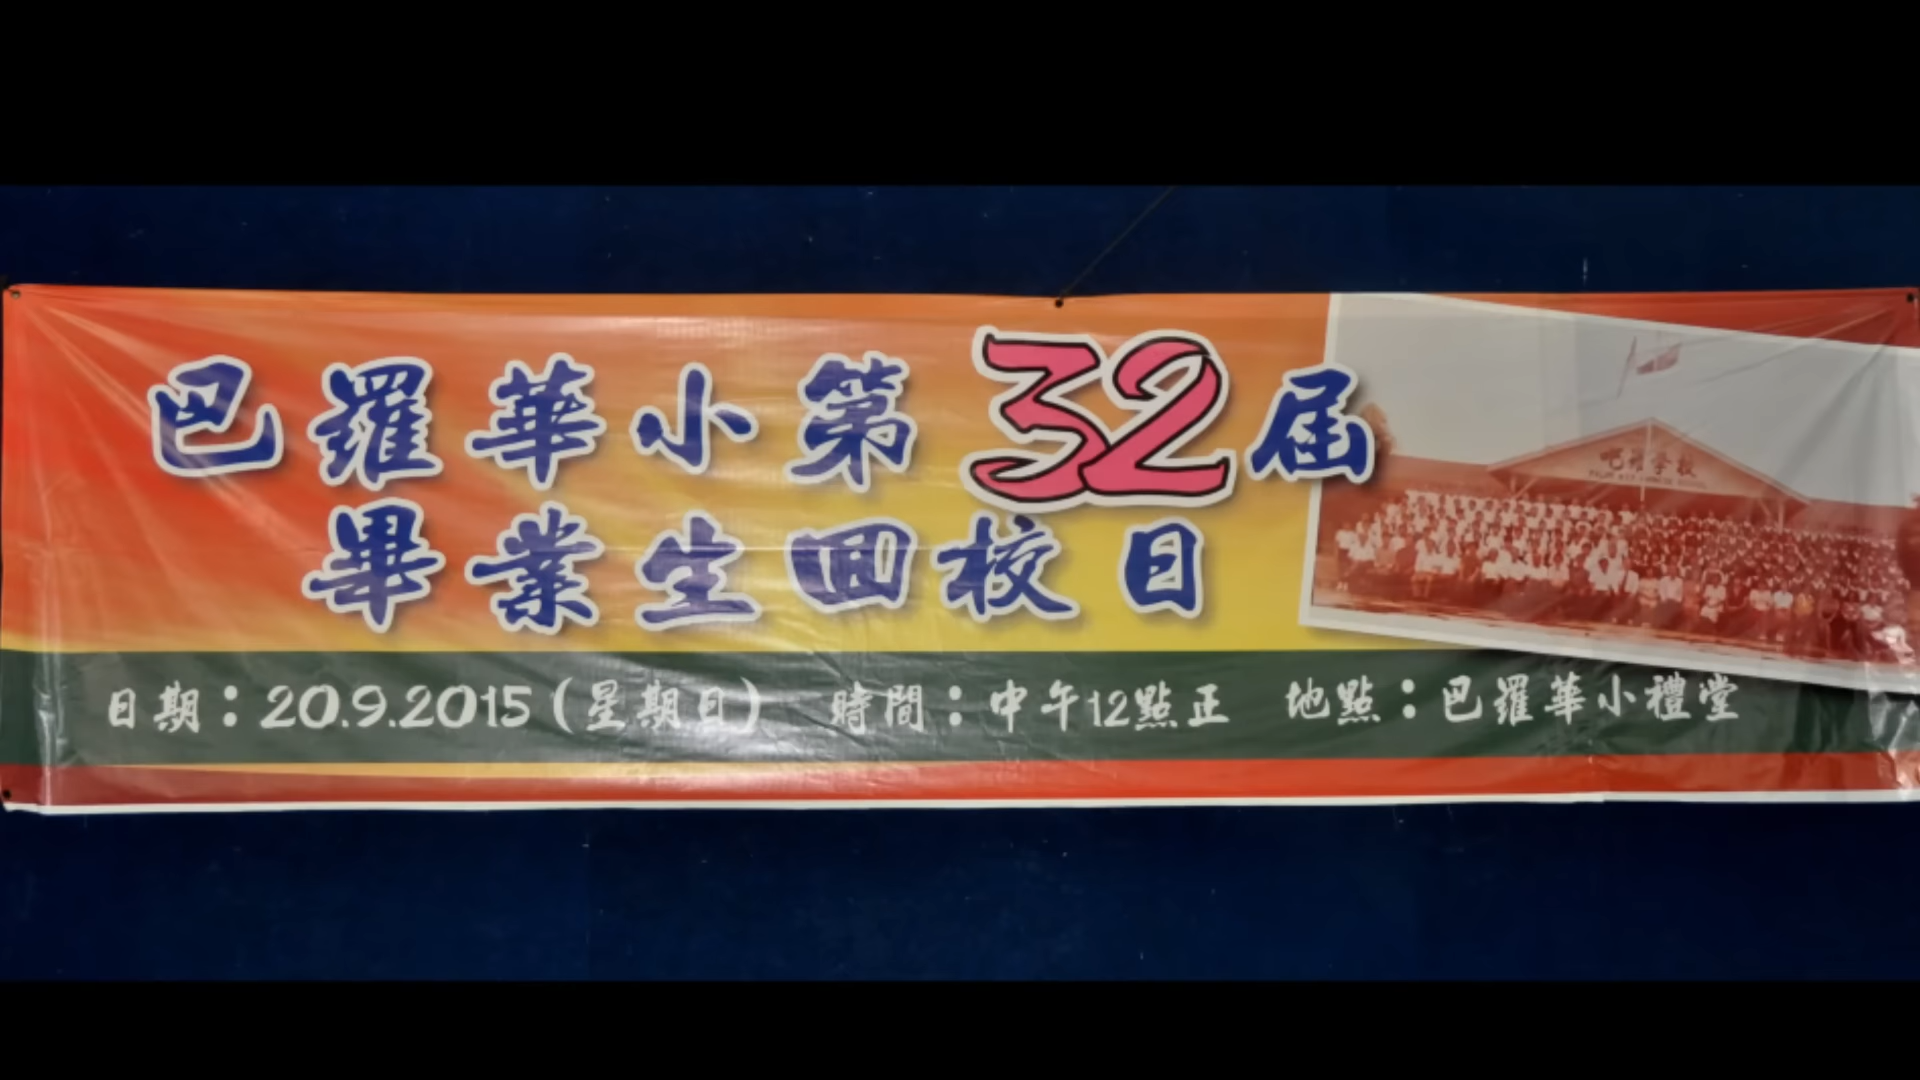 巴羅華小第32屆
畢業生回校日
日期：20.9.2015（星期日） 時間：中午12點正 地點：巴羅華小禮堂